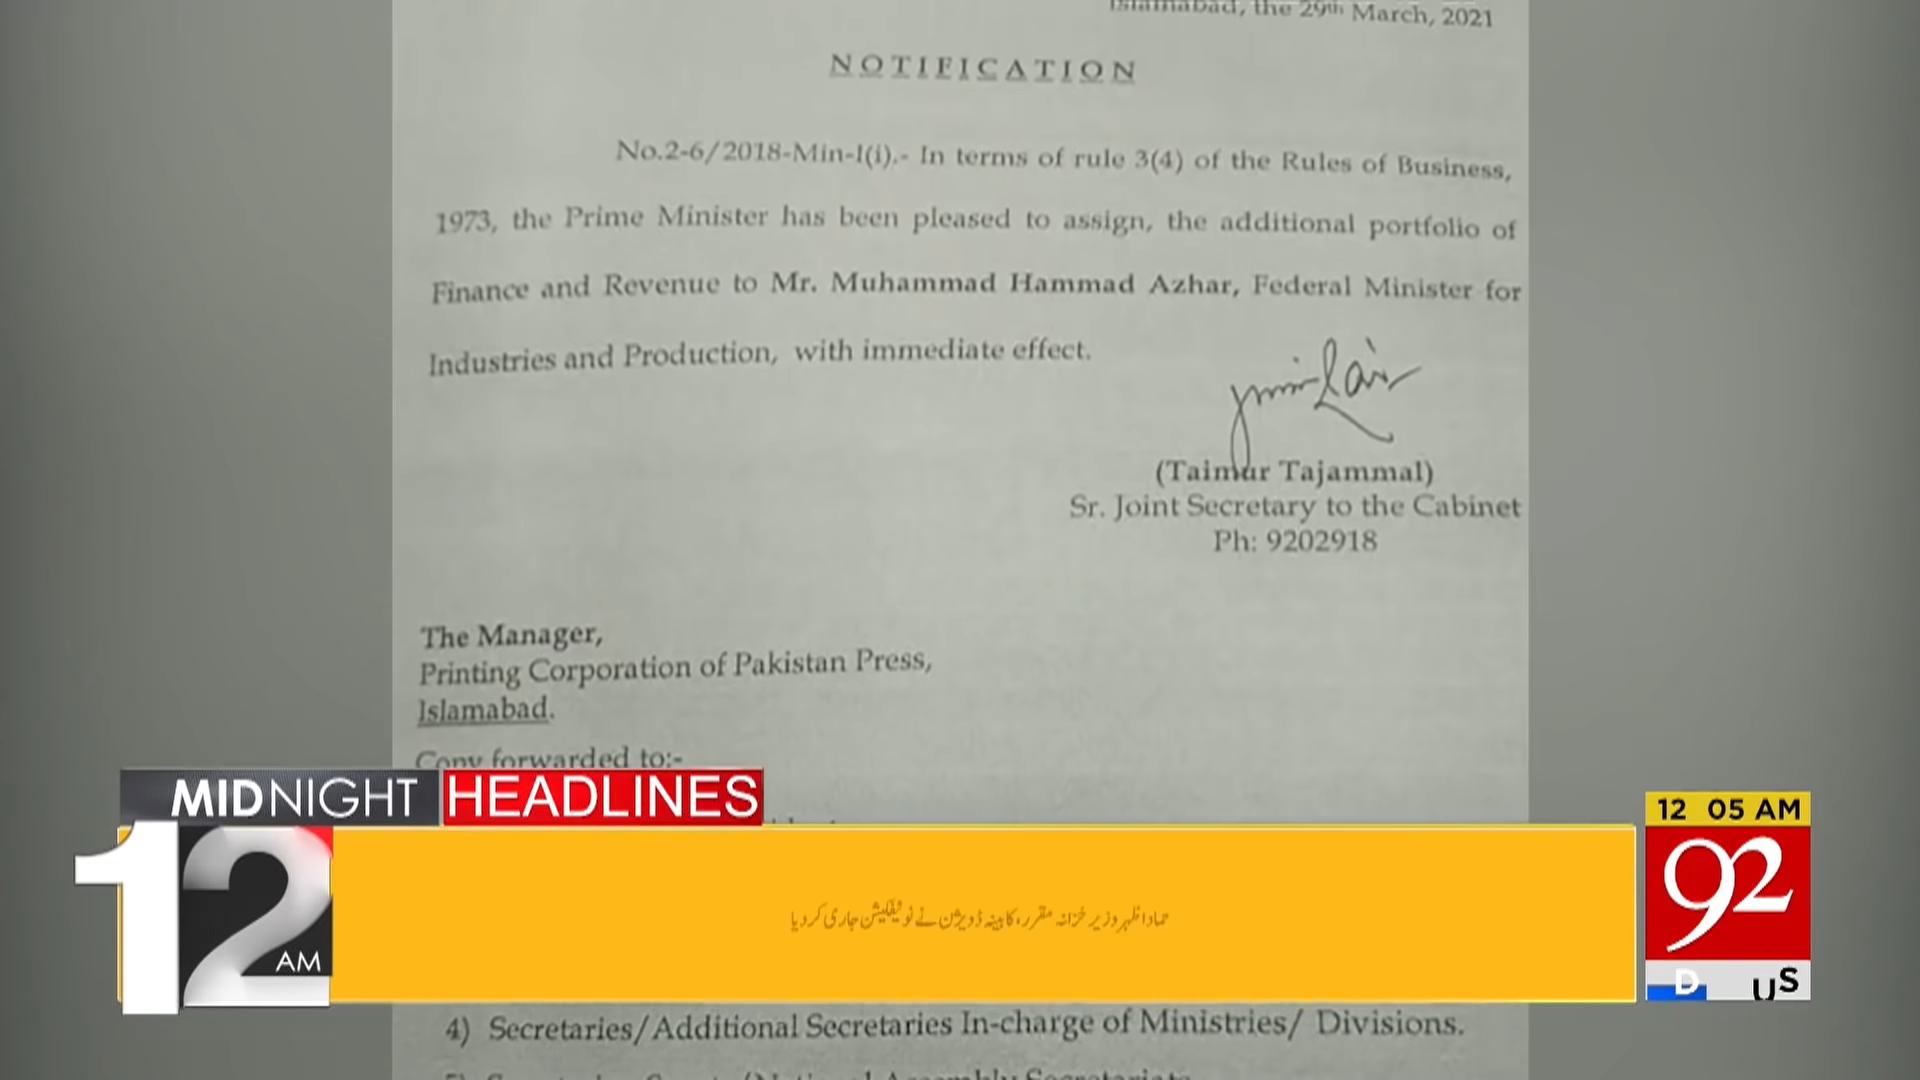 Islamabad, the 29th March, 2021
NOTIFICATION
No.2-6/2018-Min-I(i).- In terms of rule 3(4) of the Rules of Business,
1973, the Prime Minister has been pleased to assign, the additional portfolio of
Finance and Revenue to Mr. Muhammad Hammad Azhar, Federal Minister for
Industries and Production, with immediate effect.
(Taimur Tajammal)
Sr. Joint Secretary to the Cabinet
Ph: 9202918
The Manager,
Printing Corporation of Pakistan Press,
Islamabad.
Copy forwarded to:-
MIDNIGHT HEADLINES
12 AM
حماد اظہر وزیر خزانہ مقرر، کابینہ ڈویژن نے نوٹیفکیشن جاری کر دیا
12 05 AM
92
4) Secretaries/Additional Secretaries In-charge of Ministries/ Divisions.